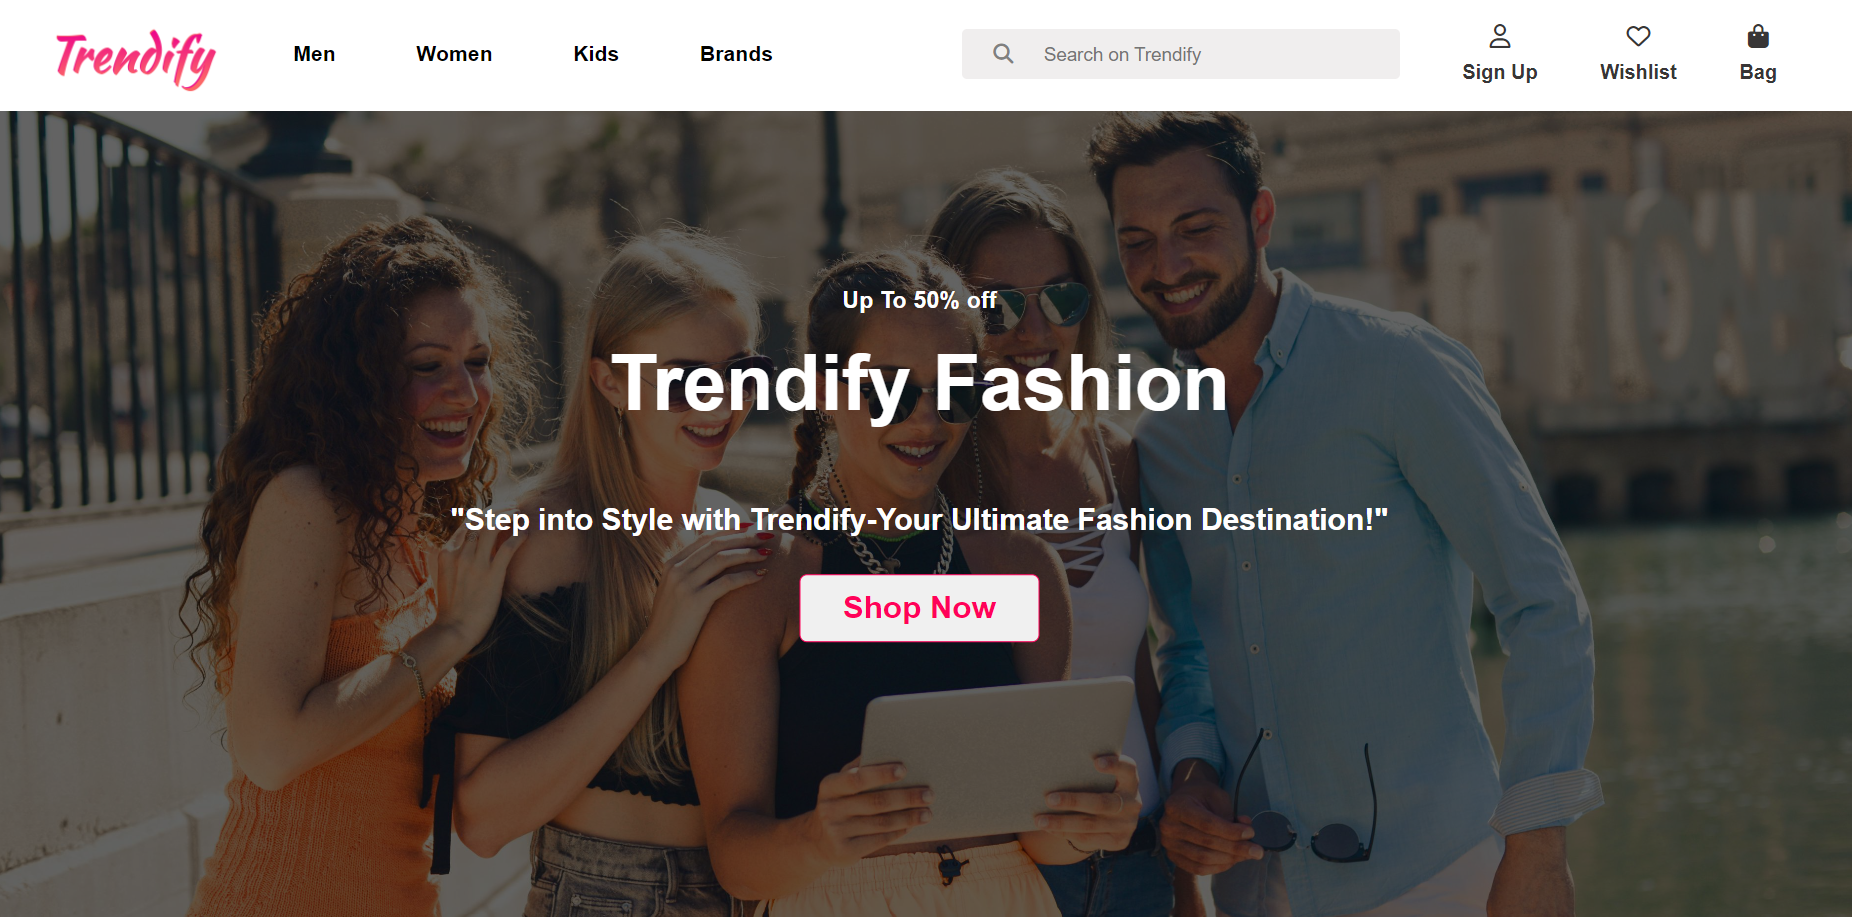 Trendify
Men
Women
Kids
Brands
Search on Trendify
Sign Up
Wishlist
Bag
Up To 50% off
Trendify Fashion
"Step into Style with Trendify-Your Ultimate Fashion Destination!"
Shop Now